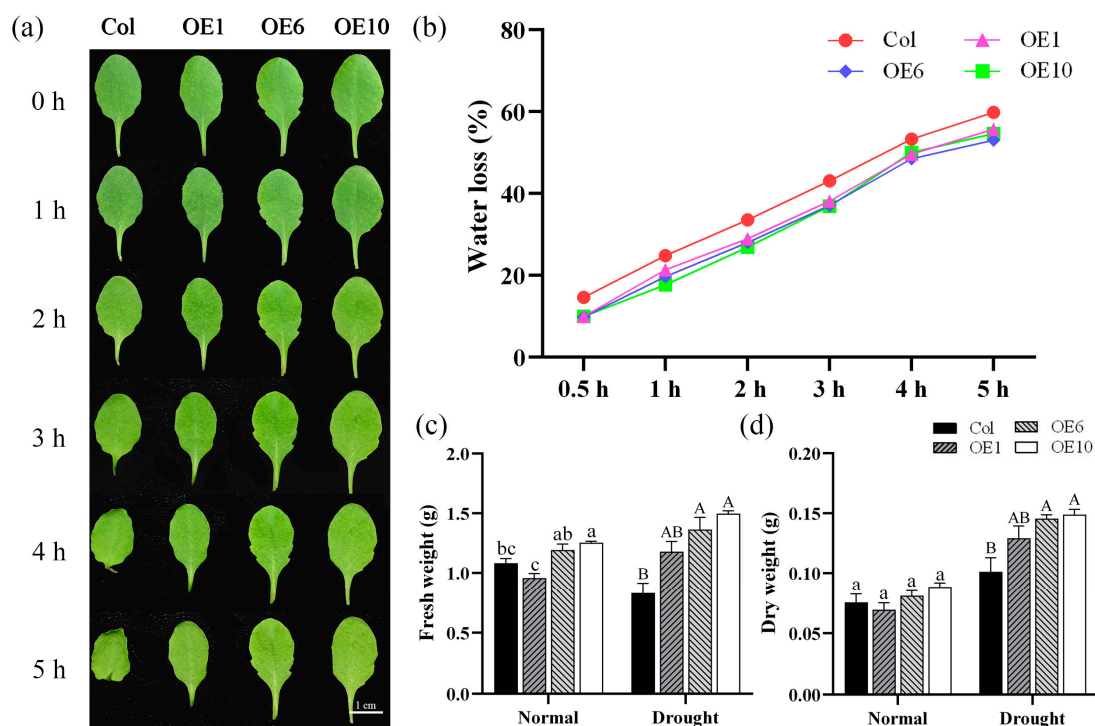 (a)
Col OE1 OE6 OE10
0 h
1 h
2 h
3 h
4 h
5 h
1 cm
(b)
Col OE1
OE6 OE10
Water loss (%)
80
60
40
20
0
0.5 h 1 h 2 h 3 h 4 h 5 h
(c)
Fresh weight (g)
2.0
1.5
1.0
0.5
0.0
bc c ab a
B AB A A
Normal Drought
(d)
Col OE6
OE1 OE10
Dry weight (g)
0.20
0.15
0.10
0.05
0.00
a a a a
B AB A A
Normal Drought